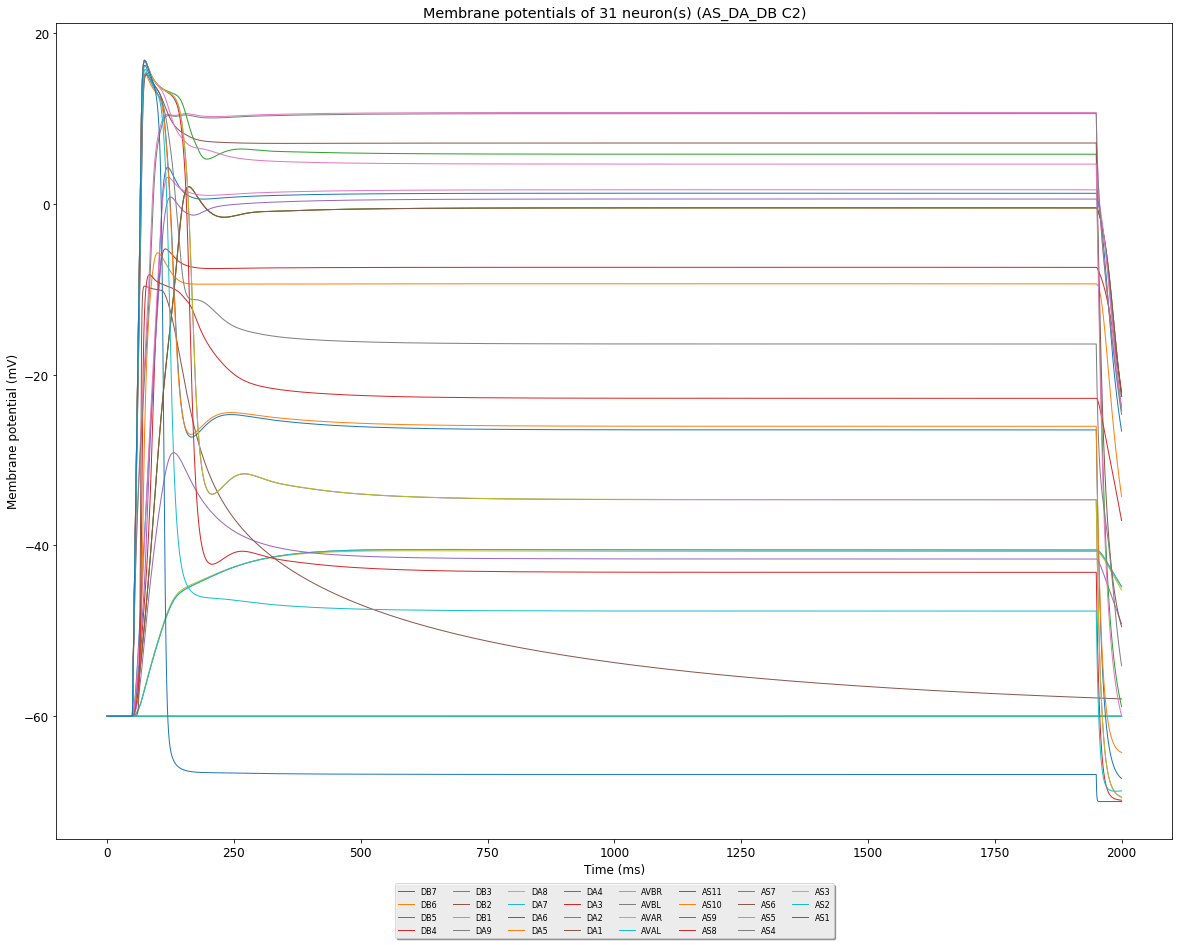 Membrane potentials of 31 neuron(s) (AS_DA_DB C2)
20
0
−20
−40
−60
Membrane potential (mV)
0 250 500 750 1000 1250 1500 1750 2000
Time (ms)
DB7 DB3 DA8 DA4 AVBR AS11 AS7 AS3
DB6 DB2 DA7 DA3 AVBL AS10 AS6 AS2
DB5 DB1 DA6 DA2 AVAR AS9 AS5 AS1
DB4 DA9 DA5 DA1 AVAL AS8 AS4